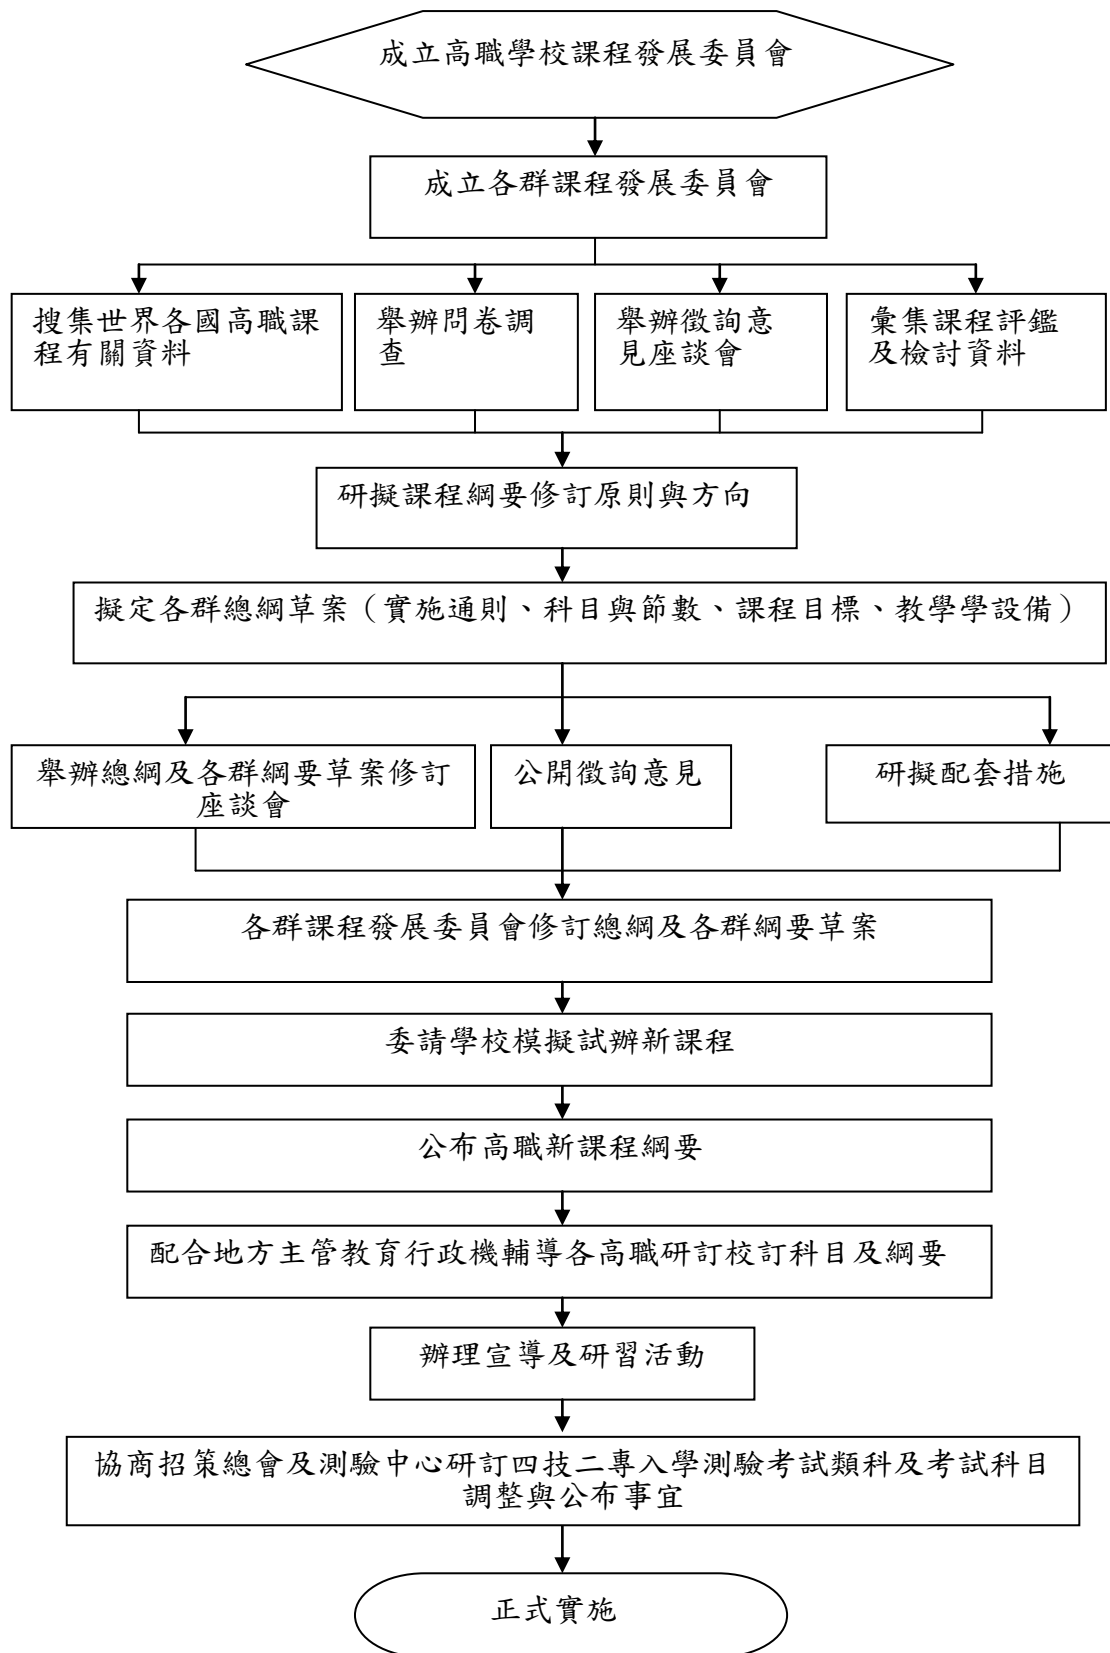 成立高職學校課程發展委員會
成立各群課程發展委員會
搜集世界各國高職課
程有關資料
舉辦問卷調
查
舉辦徵詢意
見座談會
彙集課程評鑑
及檢討資料
研擬課程綱要修訂原則與方向
擬定各群總綱草案（實施通則、科目與節數、課程目標、教學學設備）
舉辦總綱及各群綱要草案修訂
座談會
公開徵詢意見
研擬配套措施
各群課程發展委員會修訂總綱及各群綱要草案
委請學校模擬試辦新課程
公布高職新課程綱要
配合地方主管教育行政機輔導各高職研訂校訂科目及綱要
辦理宣導及研習活動
協商招策總會及測驗中心研訂四技二專入學測驗考試類科及考試科目
調整與公布事宜
正式實施